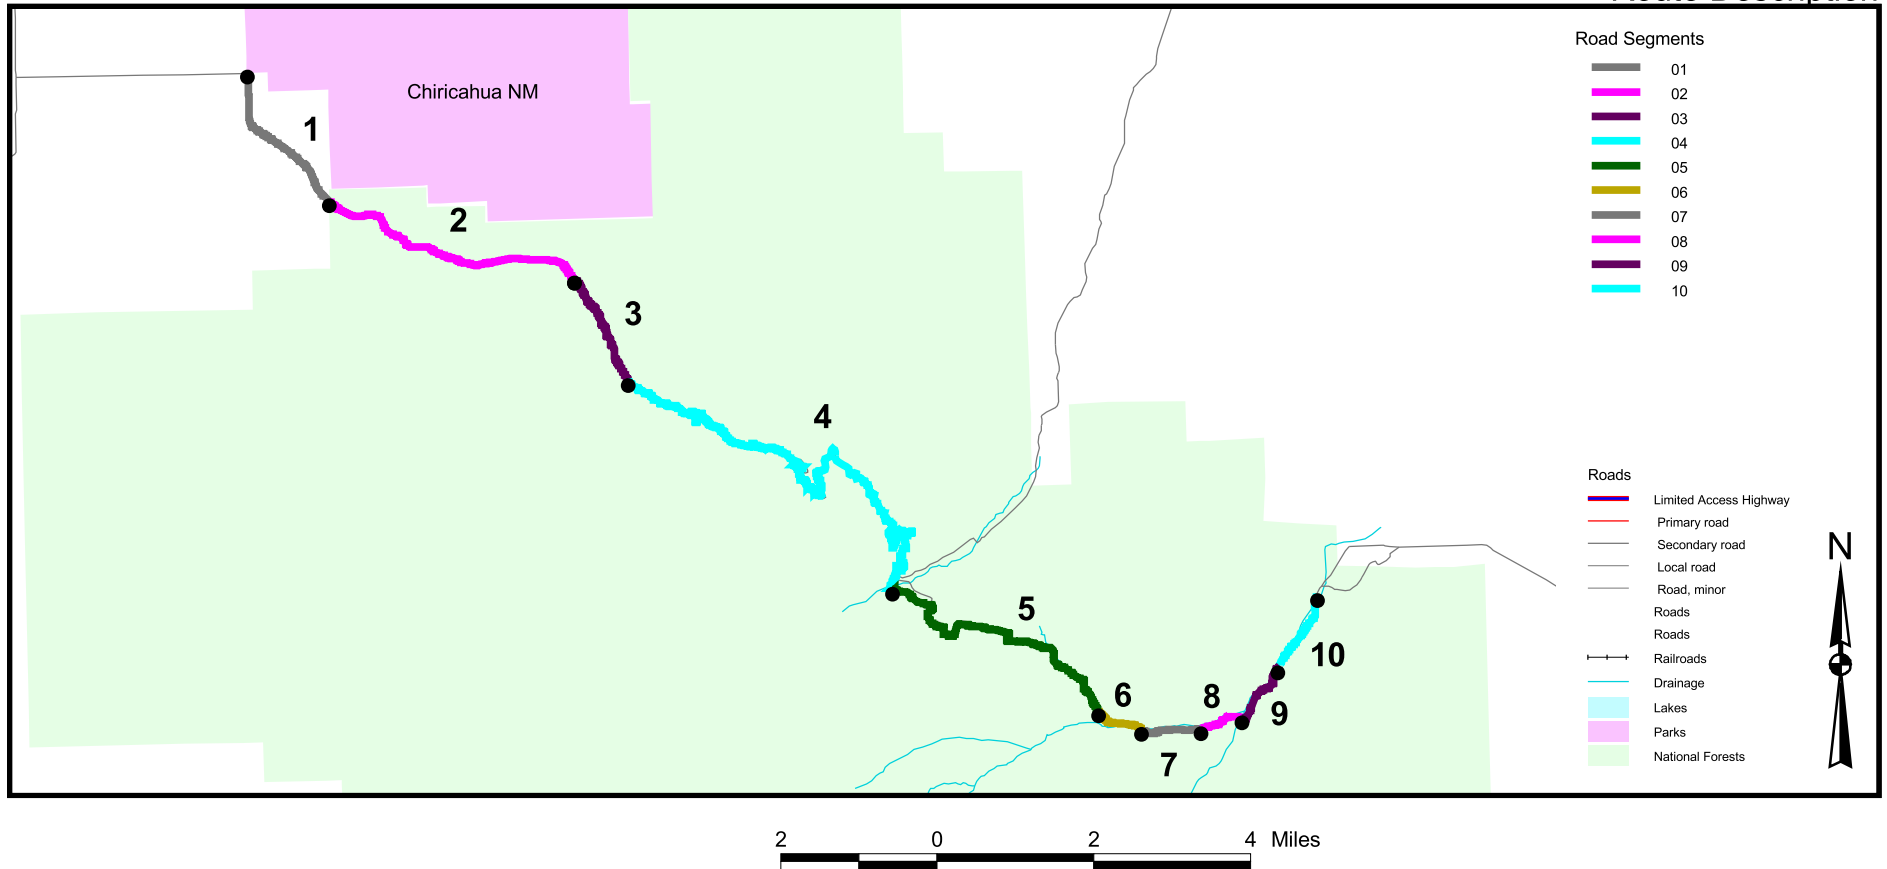 Route Description
Chiricahua NM
1
2
3
4
5
6
7
8
9
10
Road Segments
01
02
03
04
05
06
07
08
09
10
Roads
Limited Access Highway
Primary road
Secondary road
Local road
Road, minor
Roads
Roads
Railroads
Drainage
Lakes
Parks
National Forests
N
2 0 2 4 Miles